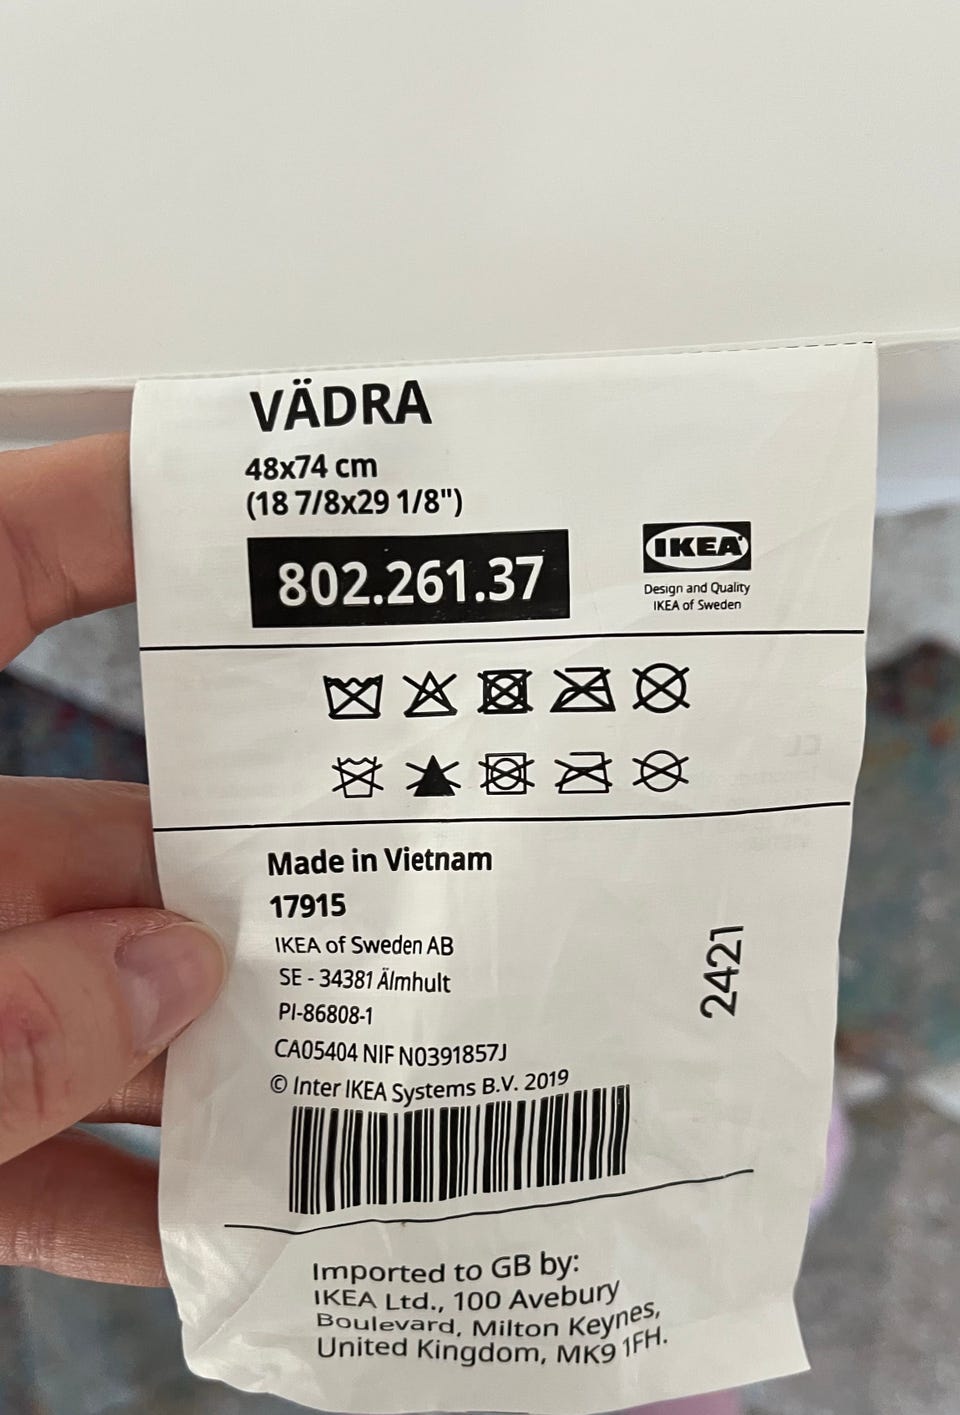 VÄDRA
48x74 cm
(18 7/8x29 1/8")
802.261.37
IKEA
Design and Quality
IKEA of Sweden
Made in Vietnam
17915
IKEA of Sweden AB
SE - 34381 Älmhult
PI-86808-1
CA05404 NIF N0391857J
© Inter IKEA Systems B.V. 2019
2421
Imported to GB by:
IKEA Ltd., 100 Avebury
Boulevard, Milton Keynes,
United Kingdom, MK9 1FH.